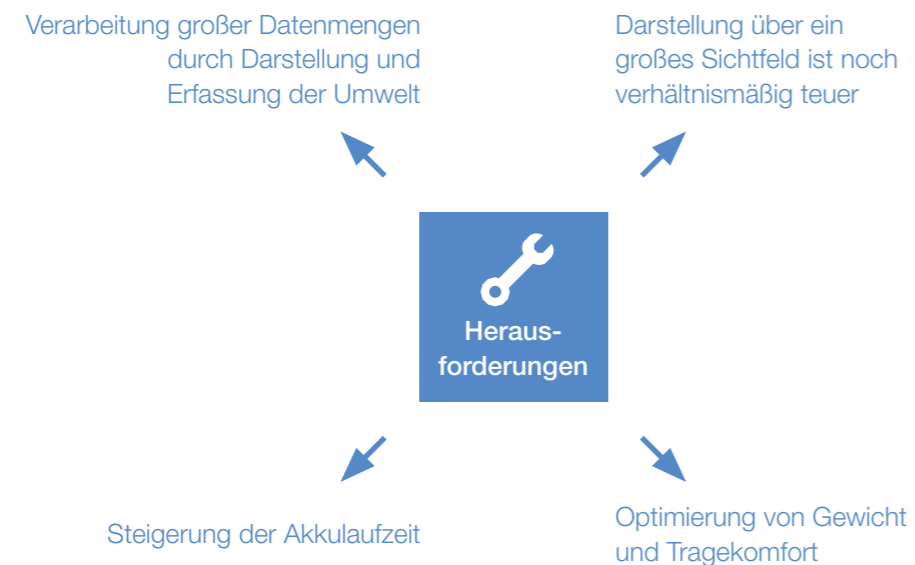 Verarbeitung großer Datenmengen
durch Darstellung und
Erfassung der Umwelt
Darstellung über ein
großes Sichtfeld ist noch
verhältnismäßig teuer
Heraus-
forderungen
Steigerung der Akkulaufzeit
Optimierung von Gewicht
und Tragekomfort